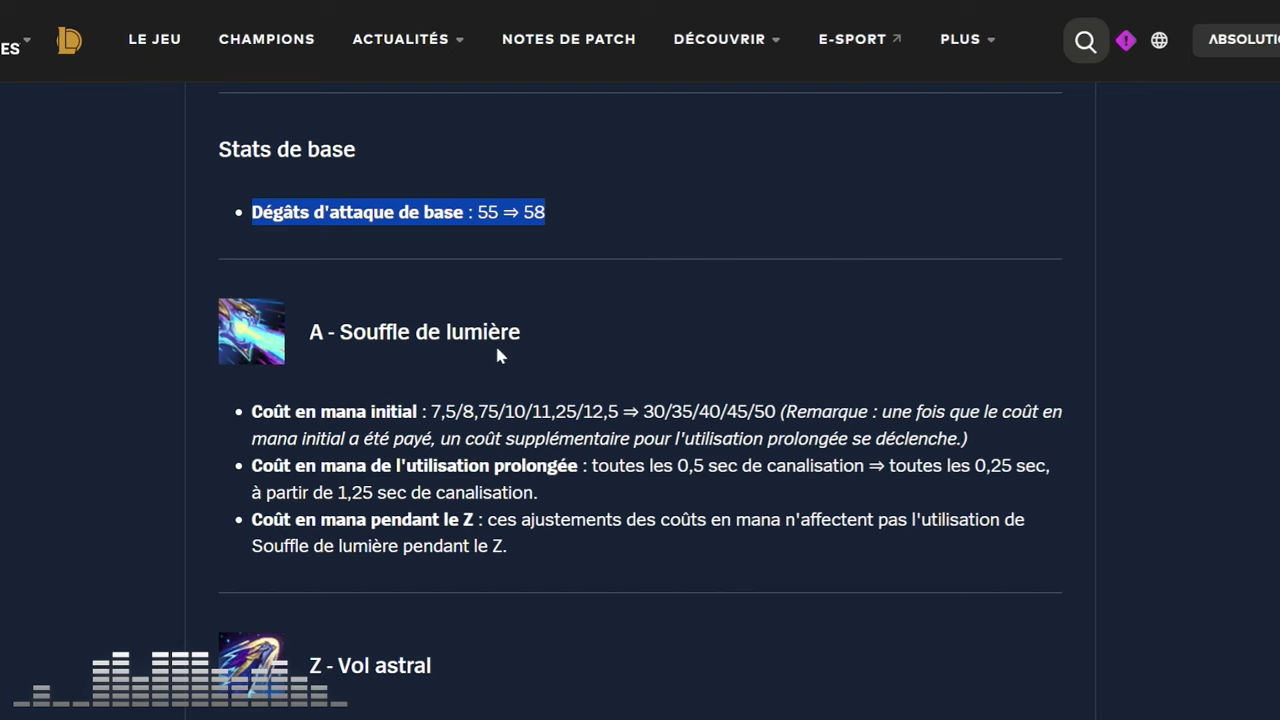 ES
LE JEU
CHAMPIONS
ACTUALITÉS
NOTES DE PATCH
DÉCOUVRIR
E-SPORT
PLUS
ABSOLUTI
Stats de base
Dégâts d'attaque de base : 55 ⇒ 58
A - Souffle de lumière
Coût en mana initial : 7,5/8,75/10/11,25/12,5 ⇒ 30/35/40/45/50 (Remarque : une fois que le coût en
mana initial a été payé, un coût supplémentaire pour l'utilisation prolongée se déclenche.)
Coût en mana de l'utilisation prolongée : toutes les 0,5 sec de canalisation ⇒ toutes les 0,25 sec,
à partir de 1,25 sec de canalisation.
Coût en mana pendant le Z : ces ajustements des coûts en mana n'affectent pas l'utilisation de
Souffle de lumière pendant le Z.
Z - Vol astral